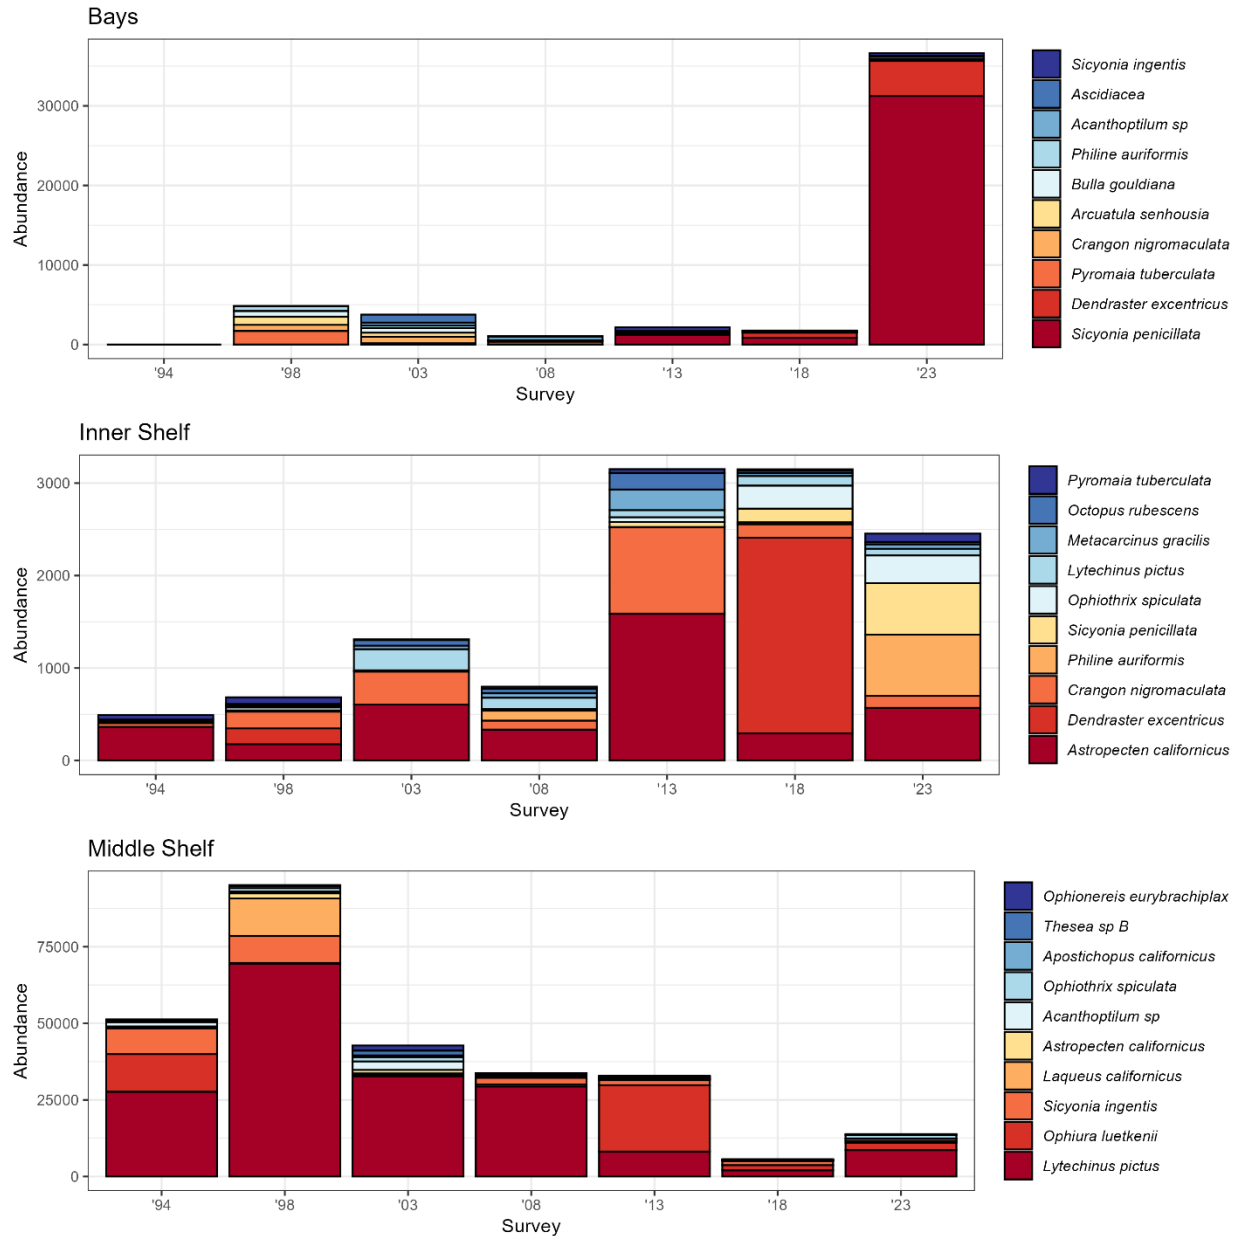 Bays
Abundance
30000
20000
10000
0
'94 '98 '03 '08 '13 '18 '23
Survey
Sicyonia ingentis
Ascidiacea
Acanthoptilum sp
Philine auriformis
Bulla gouldiana
Arcuatula senhousia
Crangon nigromaculata
Pyromaia tuberculata
Dendraster excentricus
Sicyonia penicillata
Inner Shelf
Abundance
3000
2000
1000
0
'94 '98 '03 '08 '13 '18 '23
Survey
Pyromaia tuberculata
Octopus rubescens
Metacarcinus gracilis
Lytechinus pictus
Ophiothrix spiculata
Sicyonia penicillata
Philine auriformis
Crangon nigromaculata
Dendraster excentricus
Astropecten californicus
Middle Shelf
Abundance
75000
50000
25000
0
'94 '98 '03 '08 '13 '18 '23
Survey
Ophionereis eurybrachiplax
Thesea sp B
Apostichopus californicus
Ophiothrix spiculata
Acanthoptilum sp
Astropecten californicus
Laqueus californicus
Sicyonia ingentis
Ophiura luetkenii
Lytechinus pictus